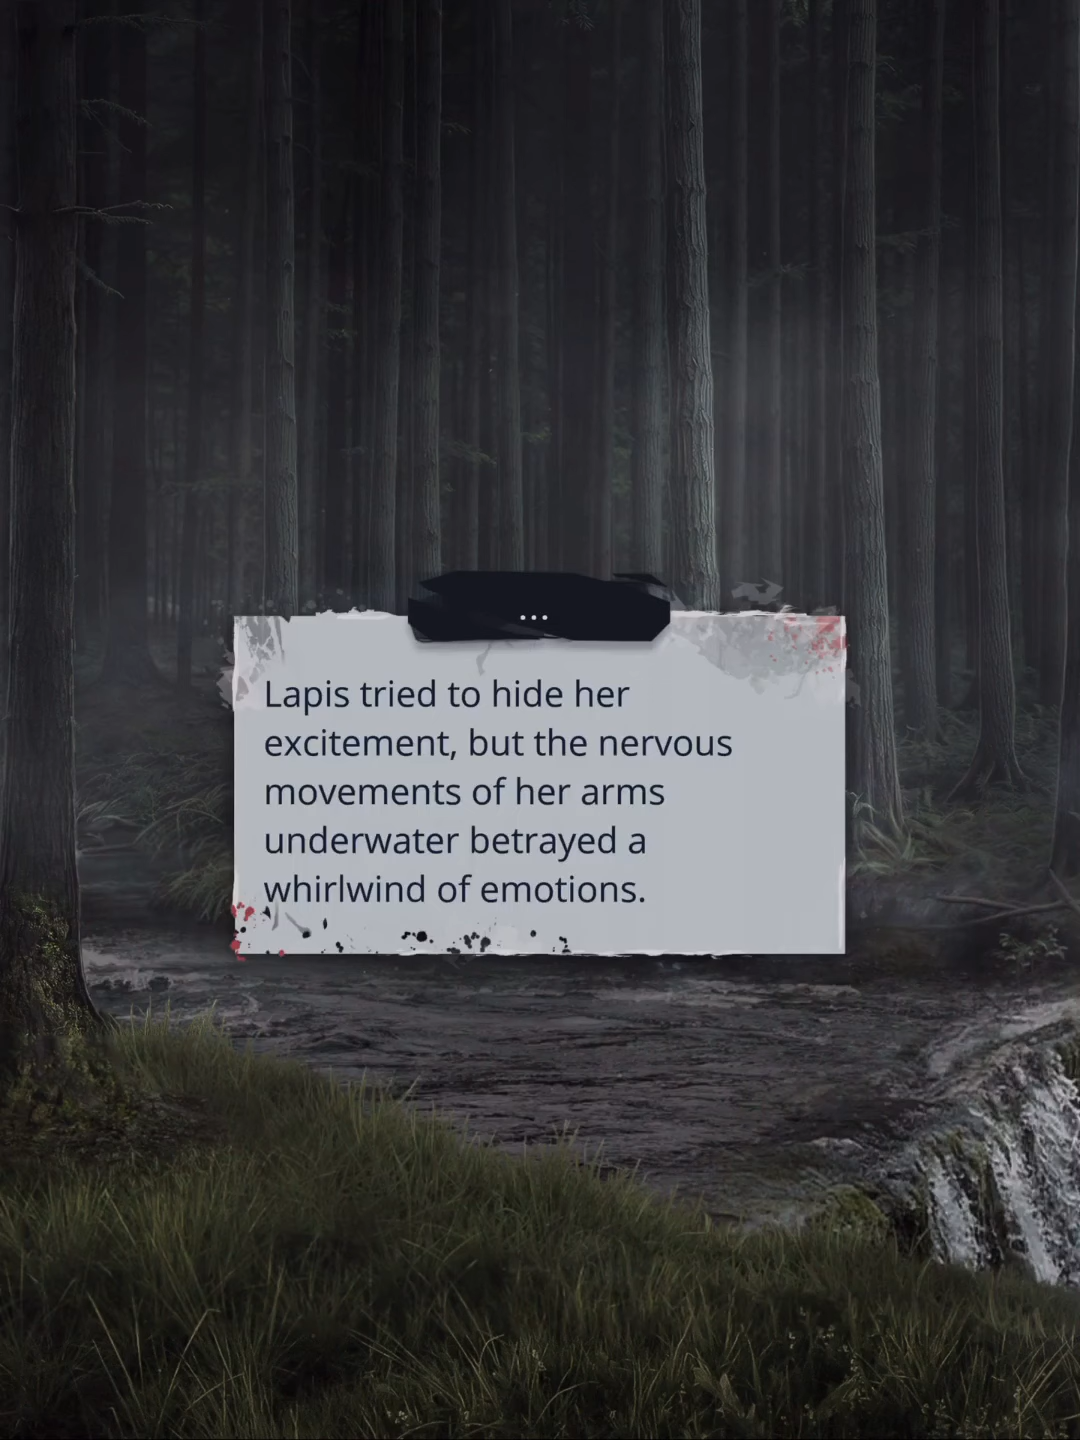 ...
Lapis tried to hide her
excitement, but the nervous
movements of her arms
underwater betrayed a
whirlwind of emotions.